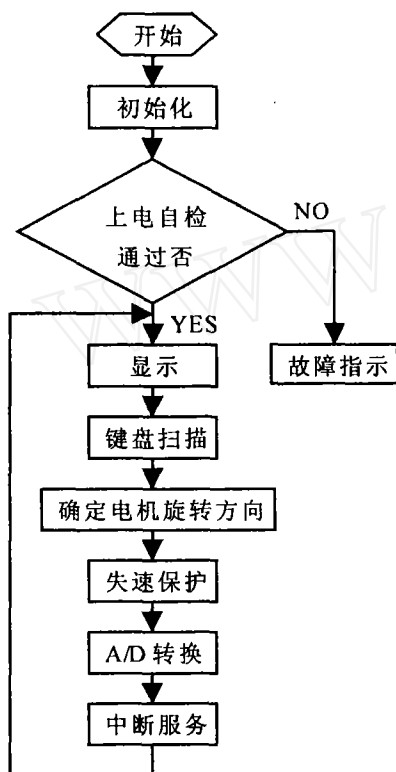 开始
初始化
上电自检
通过否
NO
YES
显示
故障指示
键盘扫描
确定电机旋转方向
失速保护
A/D 转换
中断服务
WWW